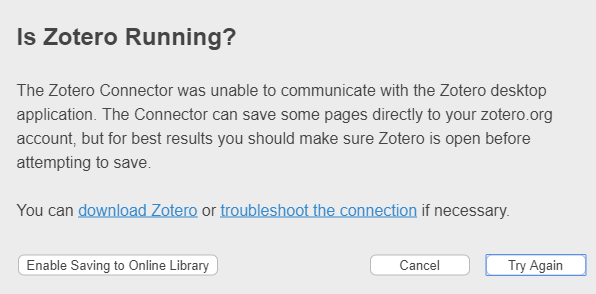 Is Zotero Running?
The Zotero Connector was unable to communicate with the Zotero desktop
application. The Connector can save some pages directly to your zotero.org
account, but for best results you should make sure Zotero is open before
attempting to save.
You can download Zotero or troubleshoot the connection if necessary.
Enable Saving to Online Library Cancel Try Again